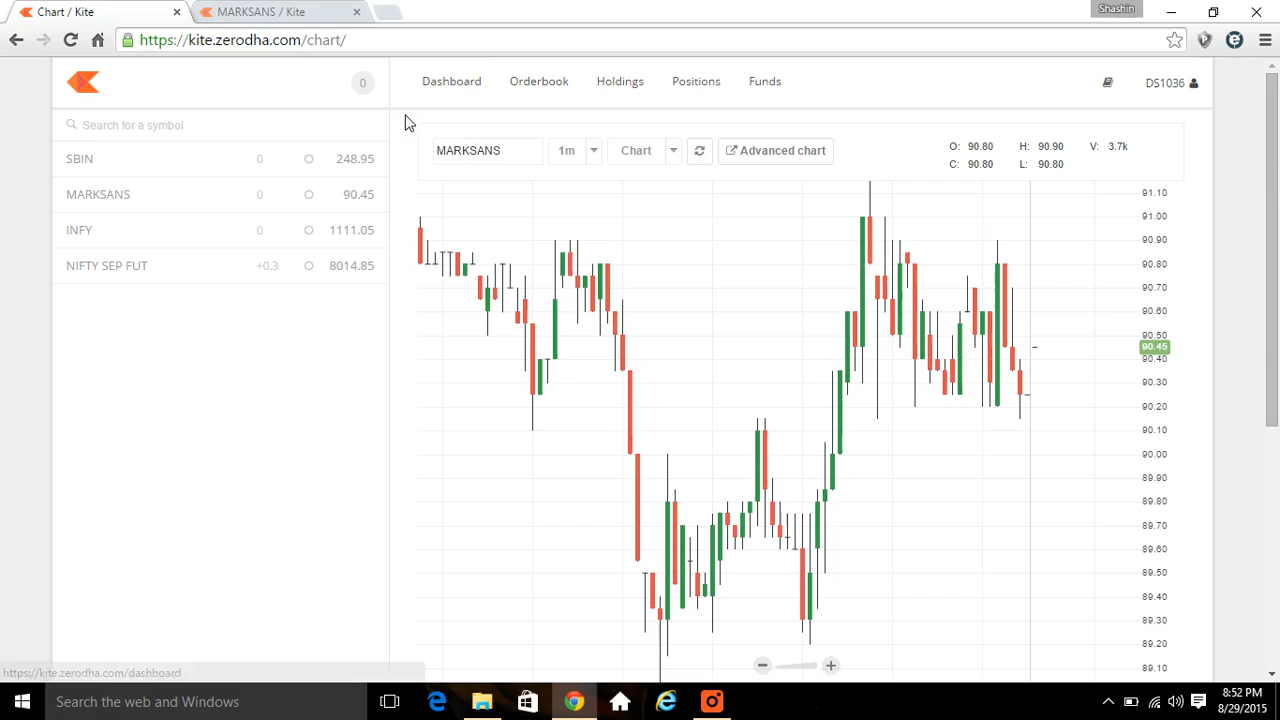 Chart / Kite
MARKSANS / Kite
Shashin
https://kite.zerodha.com/chart/
0
Dashboard
Orderbook
Holdings
Positions
Funds
DS1036
Search for a symbol
SBIN 0 248.95
MARKSANS 0 90.45
INFY 0 1111.05
NIFTY SEP FUT +0.3 8014.85
MARKSANS
1m
Chart
Advanced chart
O: 90.80 H: 90.90 V: 3.7k
C: 90.80 L: 90.80
91.10
91.00
90.90
90.80
90.70
90.60
90.50
90.45
90.40
90.30
90.20
90.10
90.00
89.90
89.80
89.70
89.60
89.50
89.40
89.30
89.20
89.10
https://kite.zerodha.com/dashboard
Search the web and Windows
8:52 PM
8/29/2015